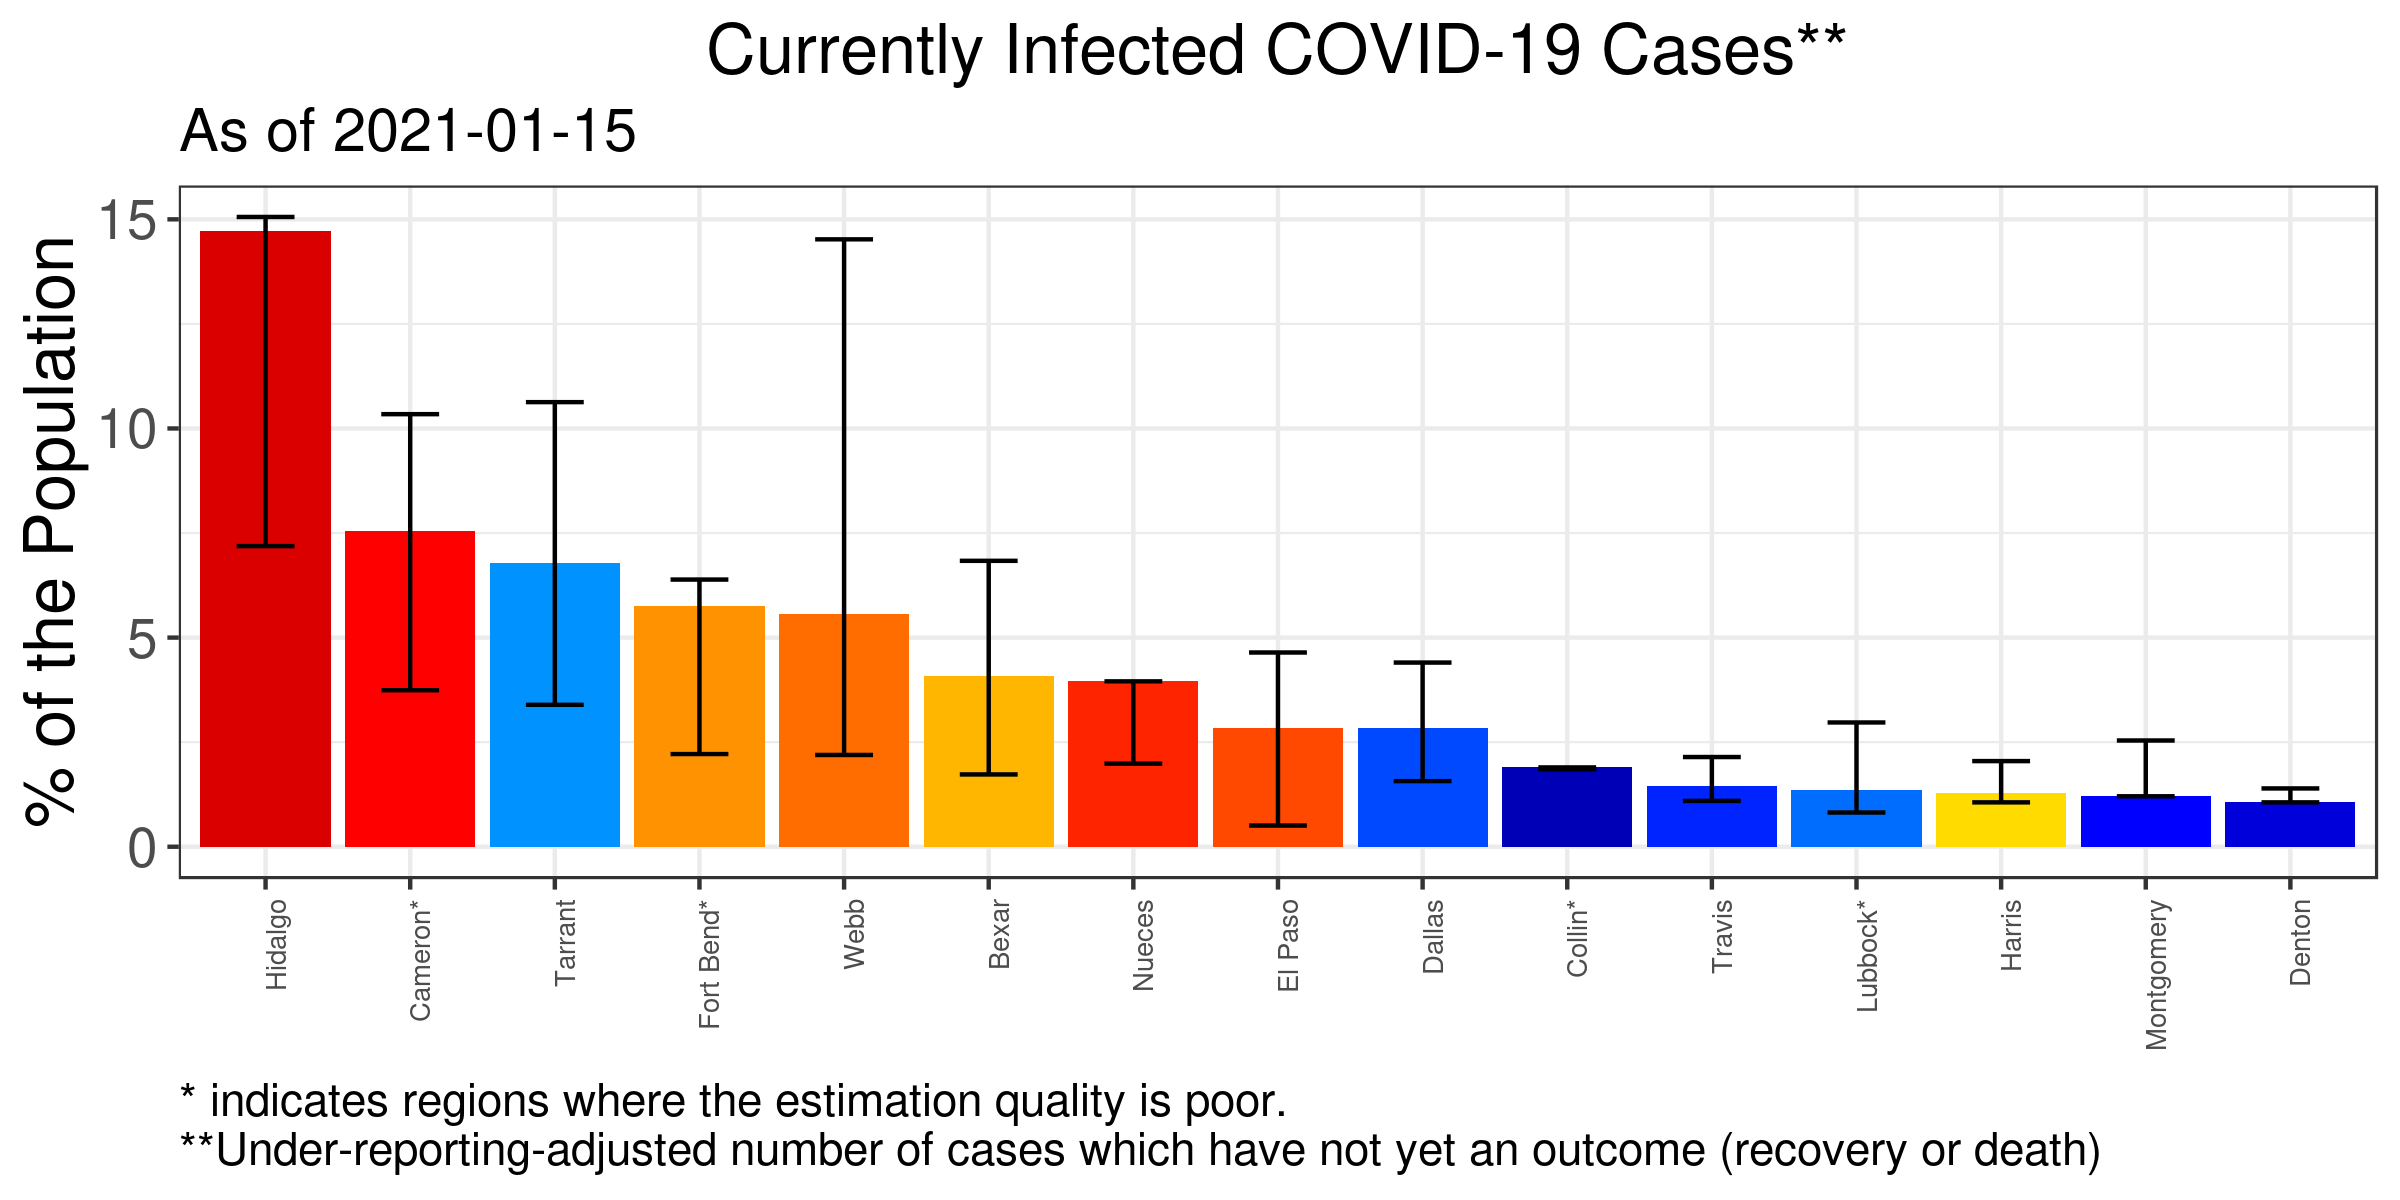 Currently Infected COVID-19 Cases**
As of 2021-01-15
% of the Population
15
10
5
0
Hidalgo
Cameron*
Tarrant
Fort Bend*
Webb
Bexar
Nueces
El Paso
Dallas
Collin*
Travis
Lubbock*
Harris
Montgomery
Denton
* indicates regions where the estimation quality is poor.
**Under-reporting-adjusted number of cases which have not yet an outcome (recovery or death)